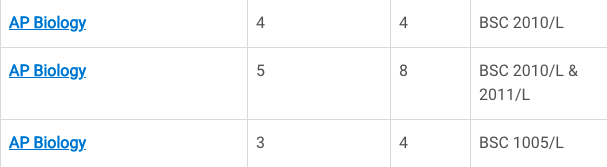 AP Biology 4 4 BSC 2010/L
AP Biology 5 8 BSC 2010/L &
2011/L
AP Biology 3 4 BSC 1005/L